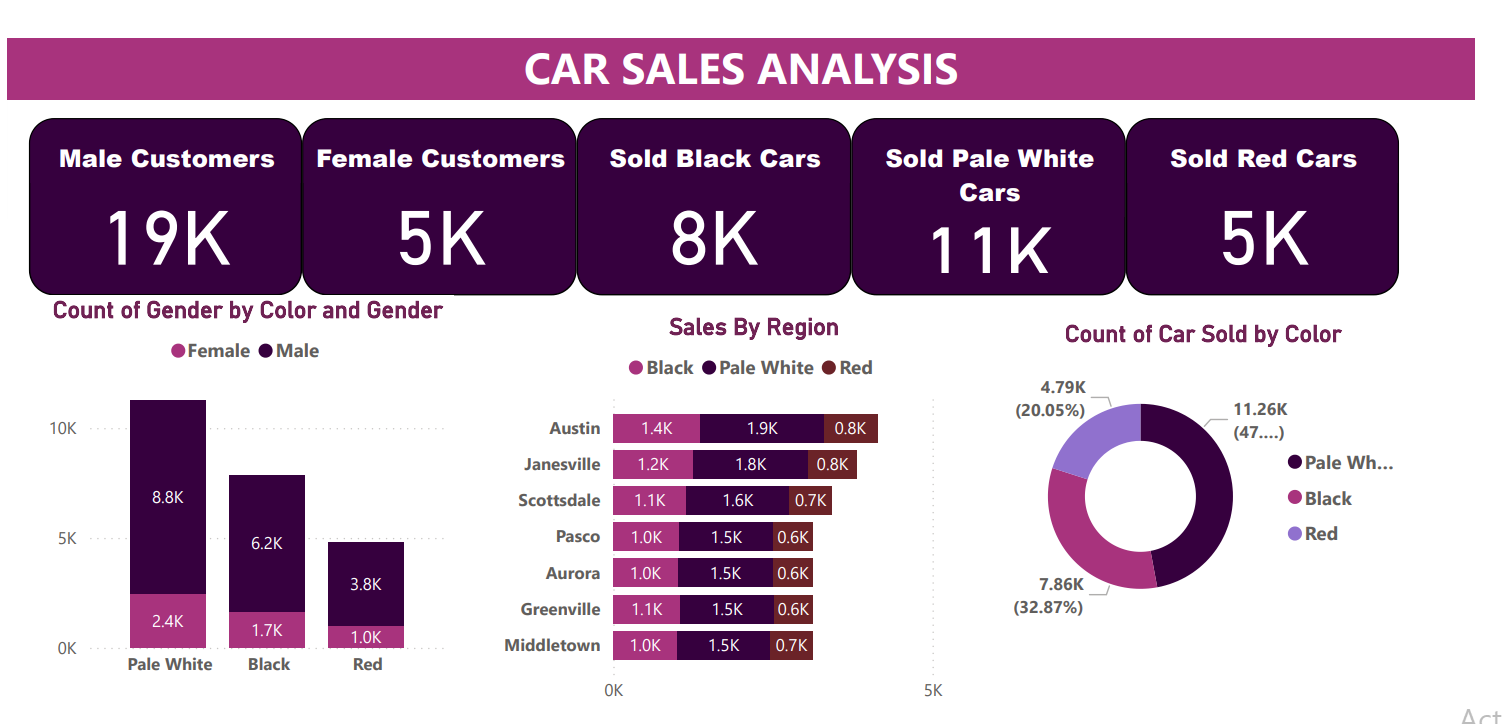 CAR SALES ANALYSIS
Male Customers
19K
Female Customers
5K
Sold Black Cars
8K
Sold Pale White
Cars
11K
Sold Red Cars
5K
Count of Gender by Color and Gender
Female Male
10K
5K
0K
8.8K
2.4K
6.2K
1.7K
3.8K
1.0K
Pale White Black Red
Sales By Region
Black Pale White Red
Austin 1.4K 1.9K 0.8K
Janesville 1.2K 1.8K 0.8K
Scottsdale 1.1K 1.6K 0.7K
Pasco 1.0K 1.5K 0.6K
Aurora 1.0K 1.5K 0.6K
Greenville 1.1K 1.5K 0.6K
Middletown 1.0K 1.5K 0.7K
0K 5K
Count of Car Sold by Color
4.79K
(20.05%)
11.26K
(47....)
7.86K
(32.87%)
Pale Wh...
Black
Red
Act